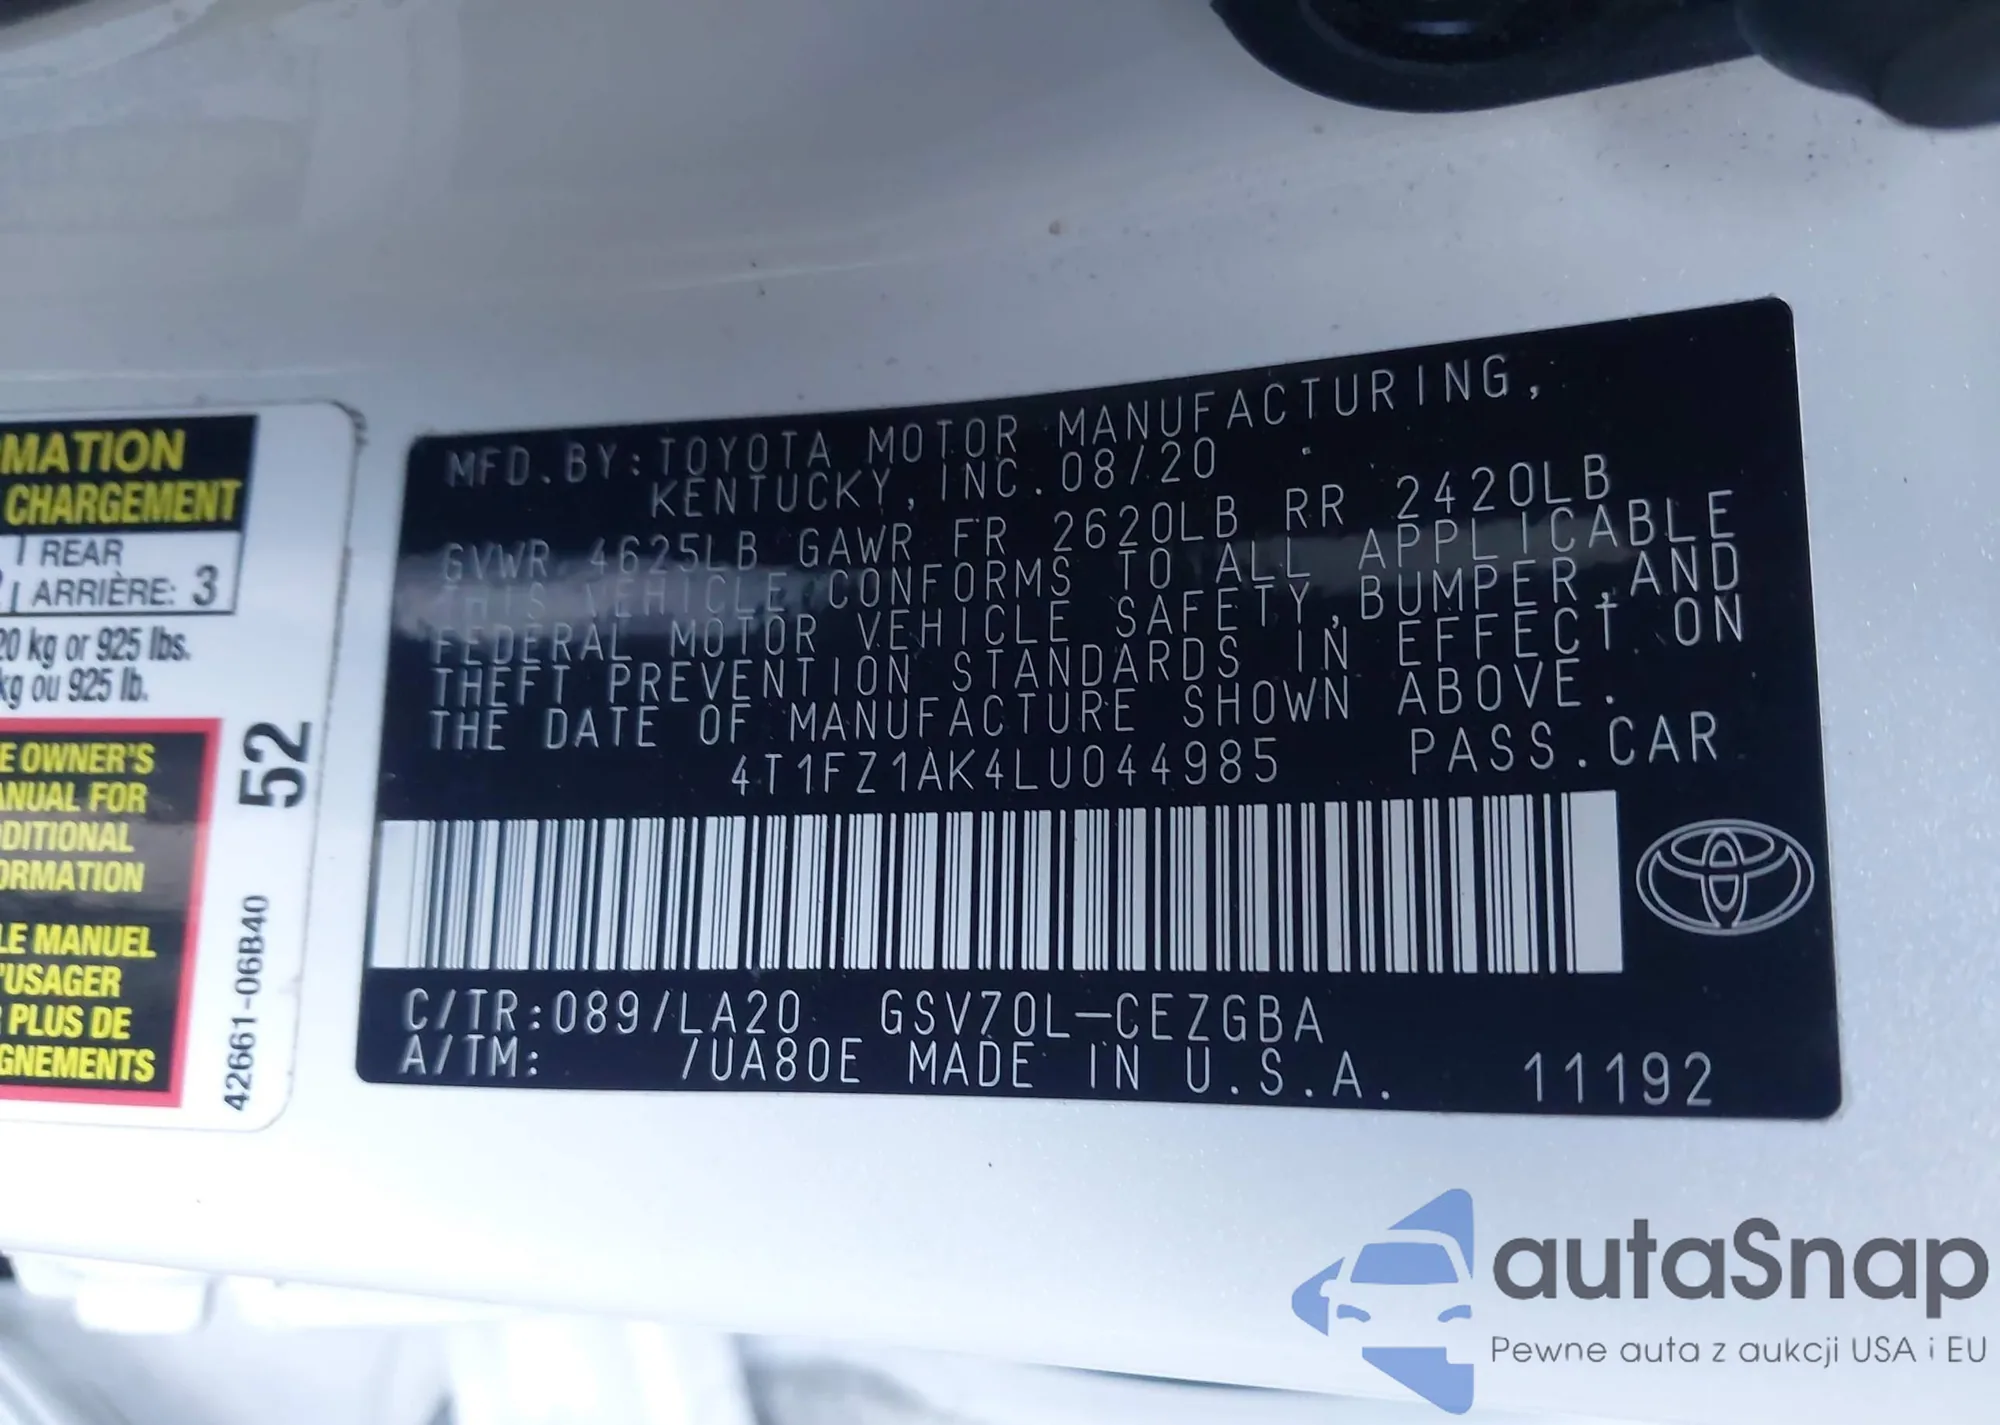 MATION
CHARGEMENT
REAR
ARRIÈRE: 3
20 kg or 925 lbs.
kg ou 925 lb.
E OWNER'S
ANUAL FOR
DDITIONAL
ORMATION
LE MANUEL
'USAGER
PLUS DE
GNEMENTS
52
42661-06B40
MFD.BY:TOYOTA MOTOR MANUFACTURING,
KENTUCKY,INC.08/20
GVWR 4625LB GAWR FR 2620LB RR 2420LB
THIS VEHICLE CONFORMS TO ALL APPLICABLE
FEDERAL MOTOR VEHICLE SAFETY,BUMPER,AND
THEFT PREVENTION STANDARDS IN EFFECT ON
THE DATE OF MANUFACTURE SHOWN ABOVE.
4T1FZ1AK4LU044985 PASS.CAR
C/TR:089/LA20 GSV70L-CEZGBA
A/TM: /UA80E MADE IN U.S.A. 11192
autaSnap
Pewne auta z aukcji USA i EU